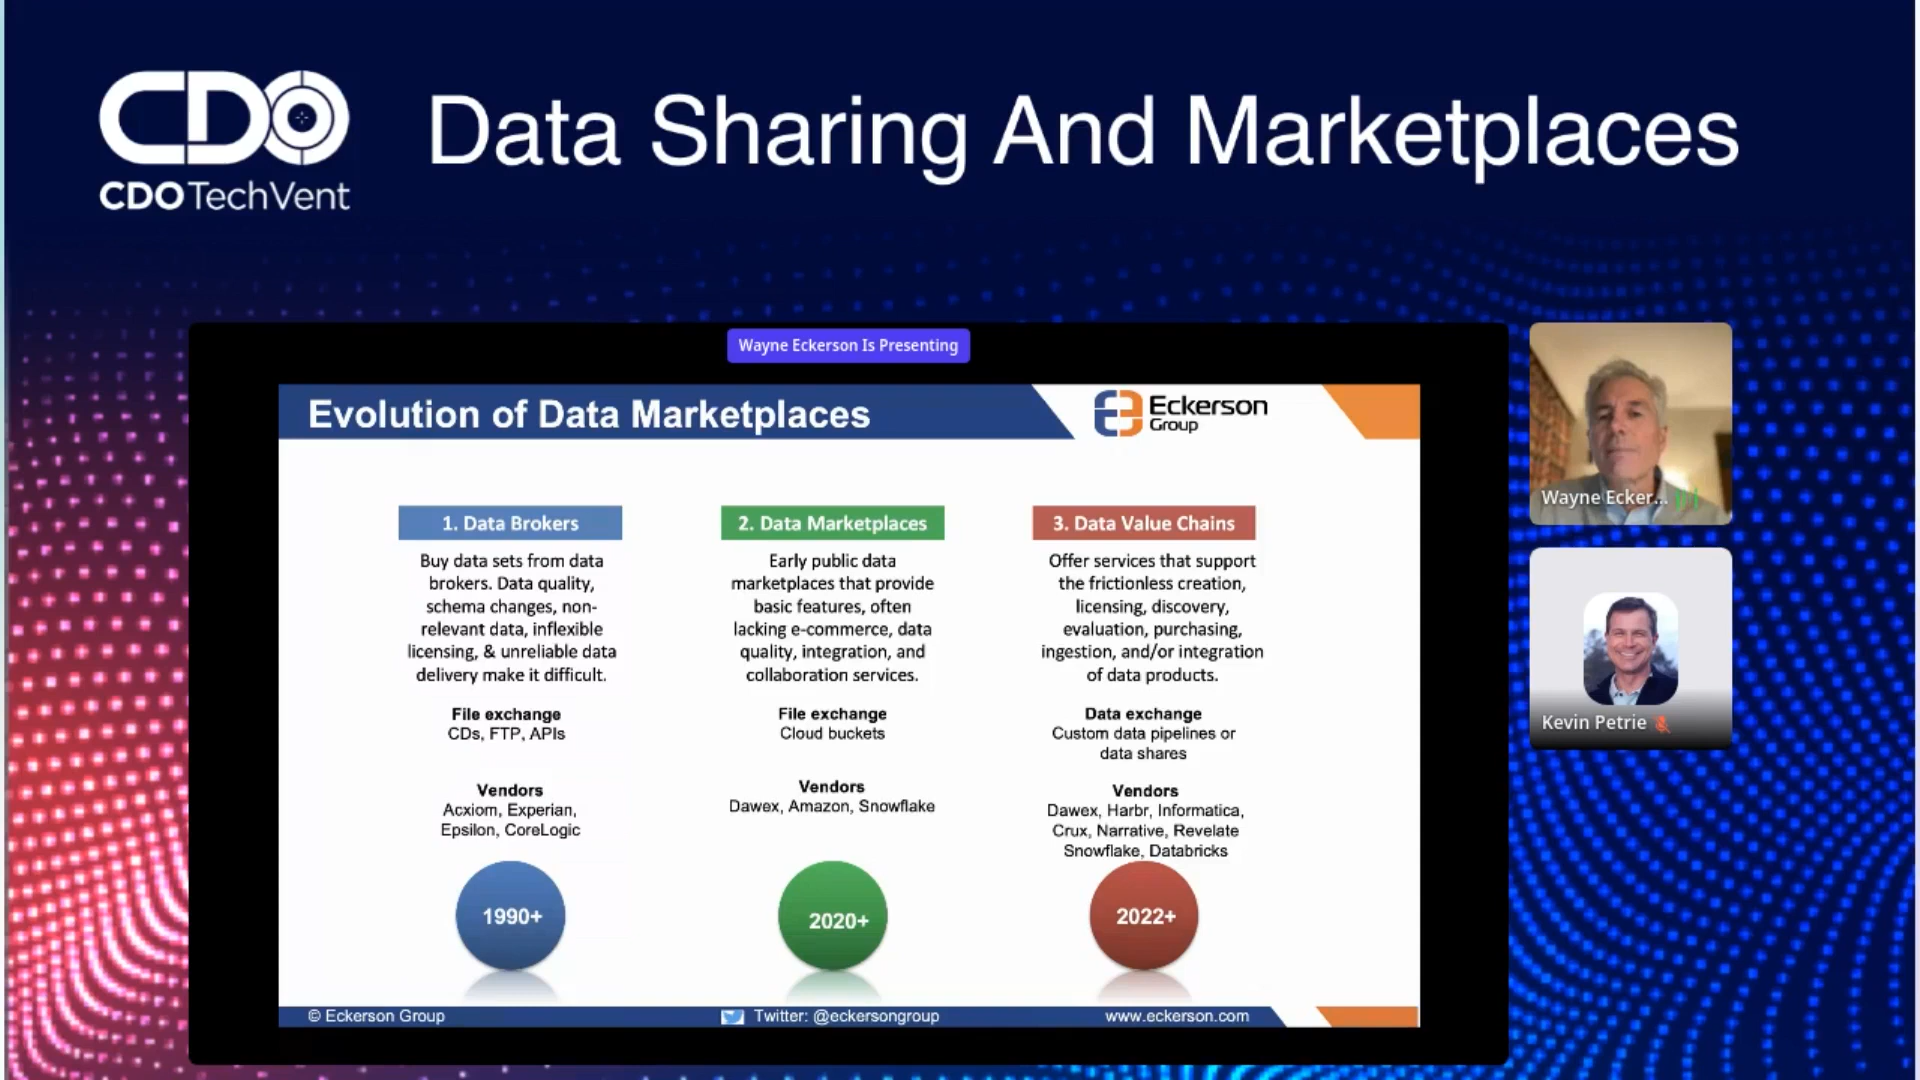 CDO
CDO TechVent
Data Sharing And Marketplaces
Wayne Eckerson Is Presenting
Evolution of Data Marketplaces
Eckerson
Group
1. Data Brokers
Buy data sets from data
brokers. Data quality,
schema changes, non-
relevant data, inflexible
licensing, & unreliable data
delivery make it difficult.
File exchange
CDs, FTP, APIs
Vendors
Acxiom, Experian,
Epsilon, CoreLogic
1990+
2. Data Marketplaces
Early public data
marketplaces that provide
basic features, often
lacking e-commerce, data
quality, integration, and
collaboration services.
File exchange
Cloud buckets
Vendors
Dawex, Amazon, Snowflake
2020+
3. Data Value Chains
Offer services that support
the frictionless creation,
licensing, discovery,
evaluation, purchasing,
ingestion, and/or integration
of data products.
Data exchange
Custom data pipelines or
data shares
Vendors
Dawex, Harbr, Informatica,
Crux, Narrative, Revelate
Snowflake, Databricks
2022+
© Eckerson Group
Twitter: @eckersongroup
www.eckerson.com
Wayne Ecker...
Kevin Petrie